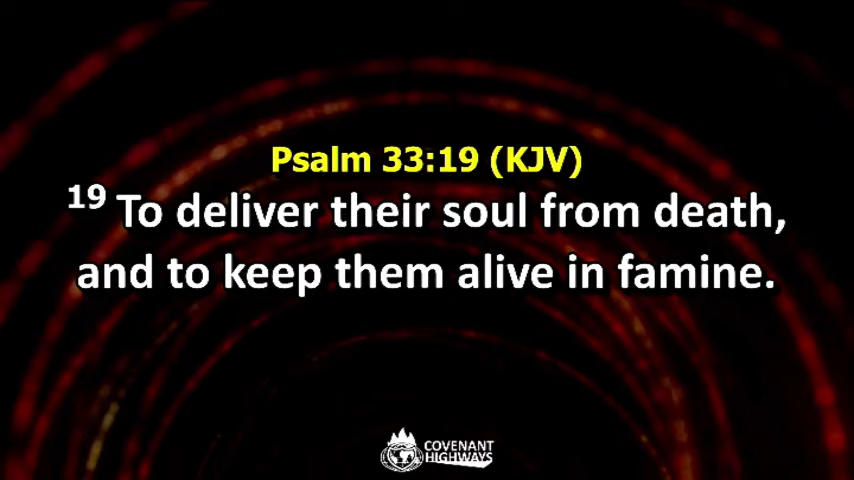 Psalm 33:19 (KJV)
19 To deliver their soul from death,
and to keep them alive in famine.
COVENANT
HIGHWAYS